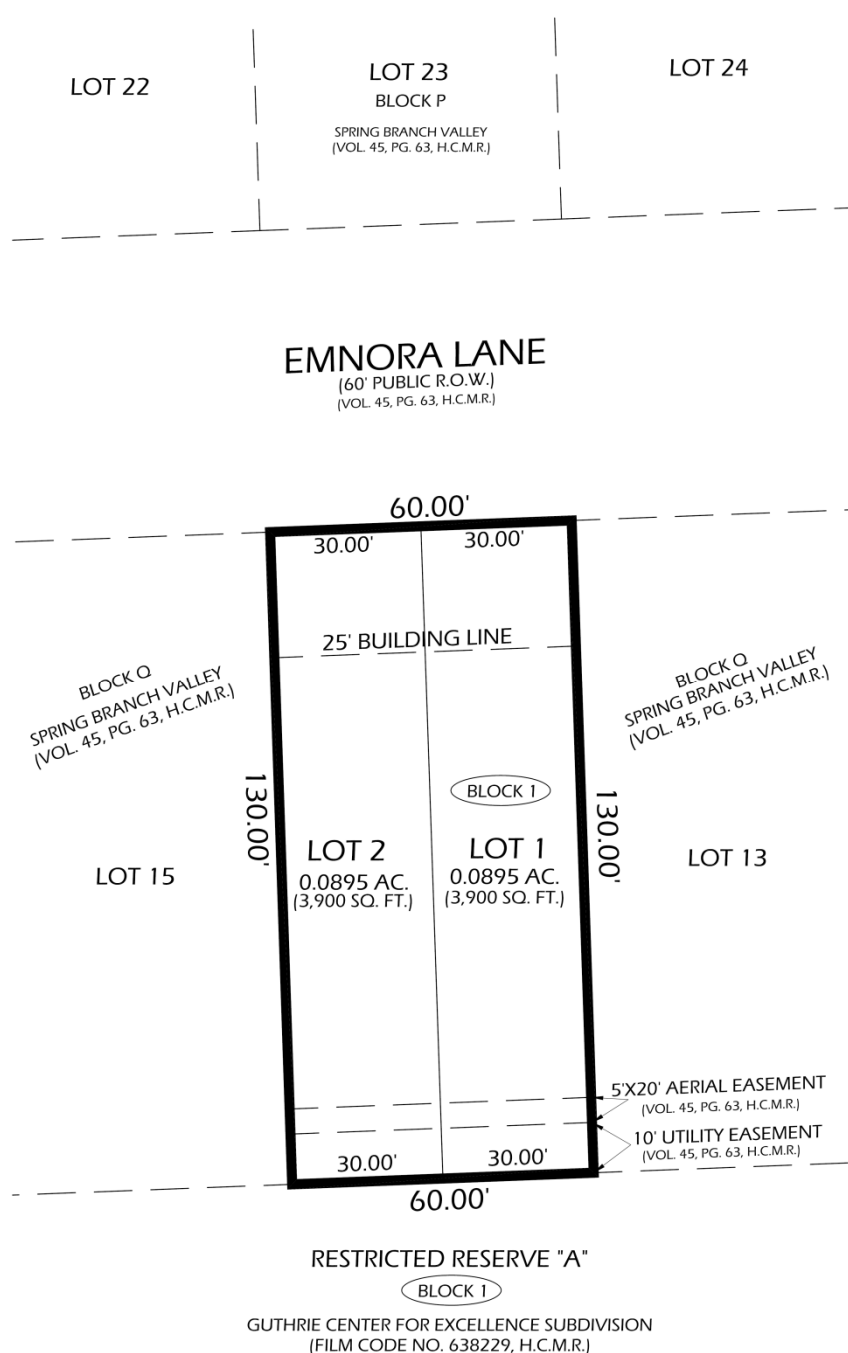 LOT 22
LOT 23
BLOCK P
SPRING BRANCH VALLEY
(VOL. 45, PG. 63, H.C.M.R.)
LOT 24
EMNORA LANE
(60' PUBLIC R.O.W.)
(VOL. 45, PG. 63, H.C.M.R.)
60.00'
30.00'
30.00'
25' BUILDING LINE
BLOCK Q
SPRING BRANCH VALLEY
(VOL. 45, PG. 63, H.C.M.R.)
BLOCK Q
SPRING BRANCH VALLEY
(VOL. 45, PG. 63, H.C.M.R.)
130.00'
BLOCK 1
130.00'
LOT 15
LOT 2
0.0895 AC.
(3,900 SQ. FT.)
LOT 1
0.0895 AC.
(3,900 SQ. FT.)
LOT 13
5'X20' AERIAL EASEMENT
(VOL. 45, PG. 63, H.C.M.R.)
10' UTILITY EASEMENT
(VOL. 45, PG. 63, H.C.M.R.)
30.00'
30.00'
60.00'
RESTRICTED RESERVE "A"
BLOCK 1
GUTHRIE CENTER FOR EXCELLENCE SUBDIVISION
(FILM CODE NO. 638229, H.C.M.R.)